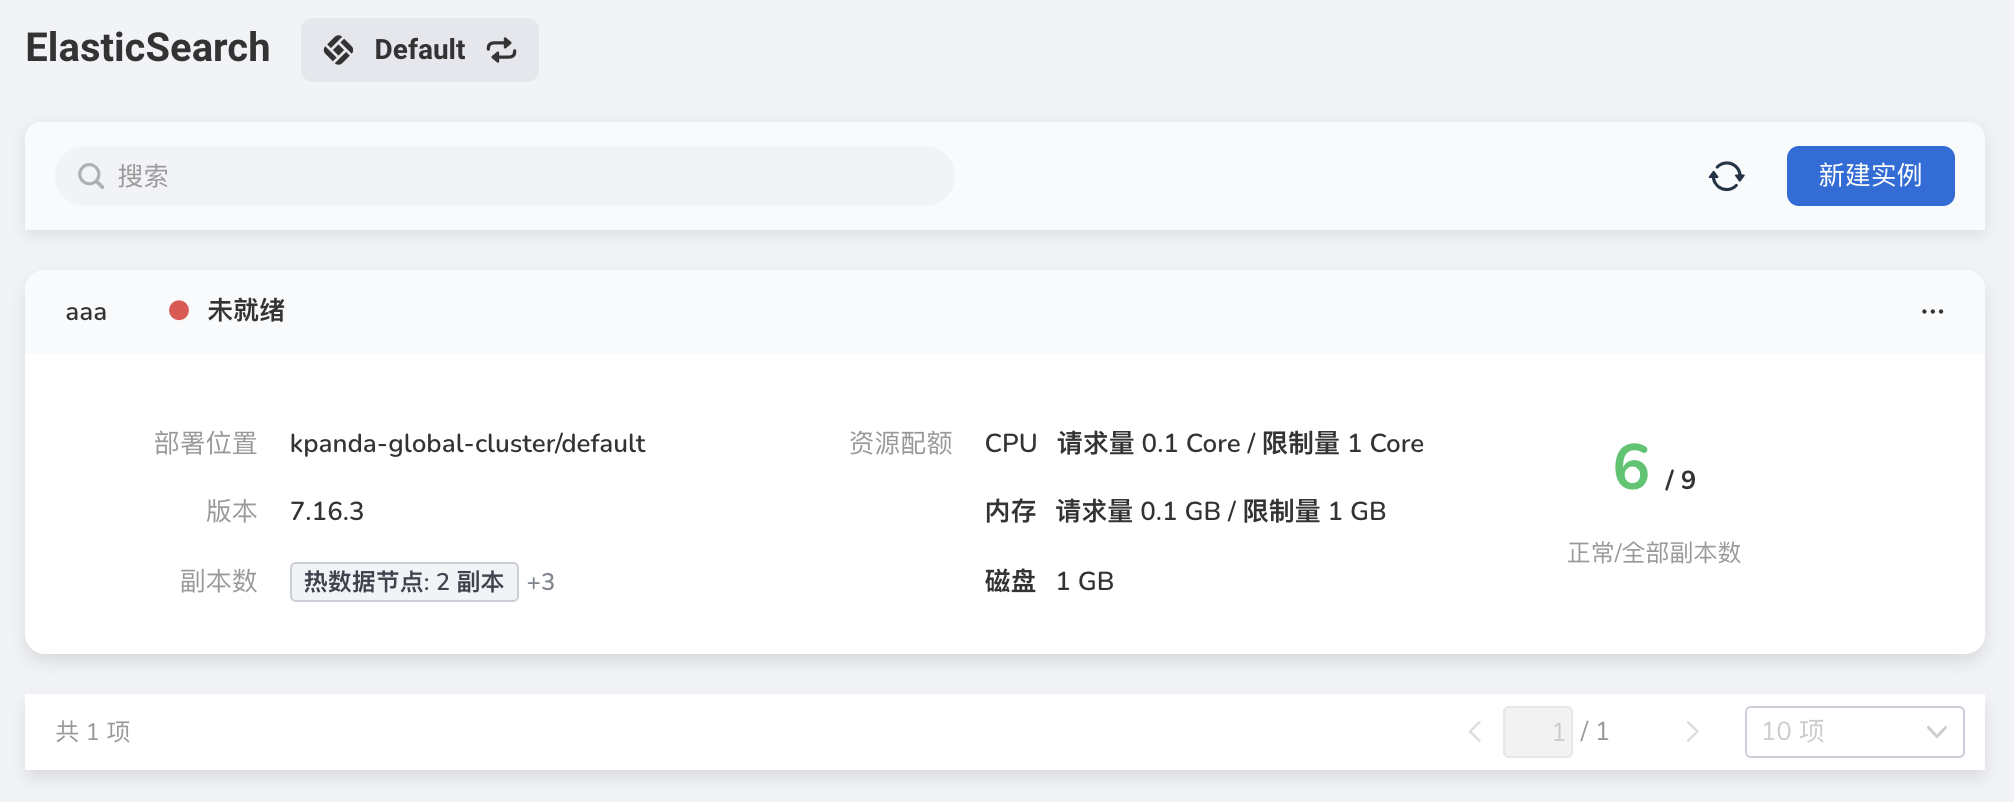 ElasticSearch Default
搜索 新建实例
aaa 未就绪 ...
部署位置 kpanda-global-cluster/default 资源配额 CPU 请求量 0.1 Core / 限制量 1 Core
6 / 9
版本 7.16.3 内存 请求量 0.1 GB / 限制量 1 GB
正常/全部副本数
副本数 热数据节点: 2 副本 +3 磁盘 1 GB
共 1 项 1 / 1 10 项